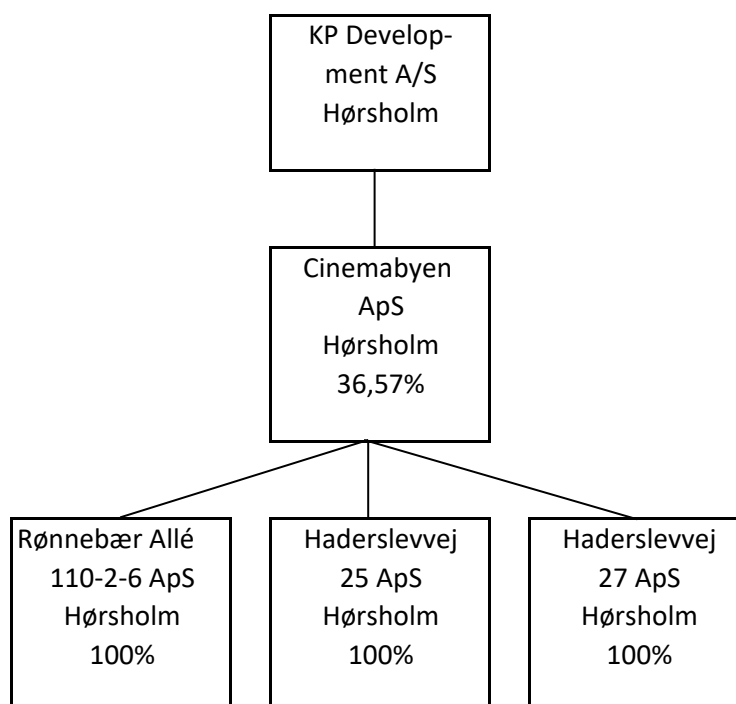 KP Develop-
ment A/S
Hørsholm
Cinemabyen
ApS
Hørsholm
36,57%
Rønnebær Allé
110-2-6 ApS
Hørsholm
100%
Haderslevvej
25 ApS
Hørsholm
100%
Haderslevvej
27 ApS
Hørsholm
100%